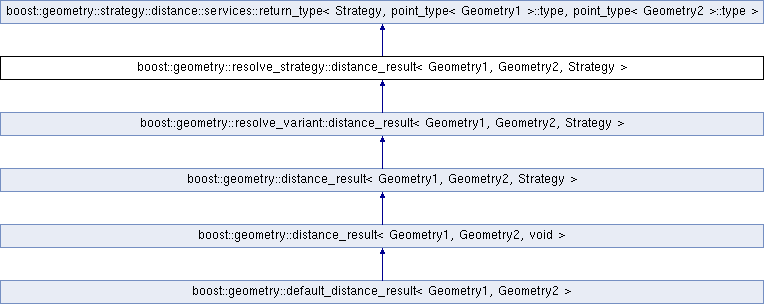 boost::geometry::strategy::distance::services::return_type< Strategy, point_type< Geometry1 >::type, point_type< Geometry2 >::type >
boost::geometry::resolve_strategy::distance_result< Geometry1, Geometry2, Strategy >
boost::geometry::resolve_variant::distance_result< Geometry1, Geometry2, Strategy >
boost::geometry::distance_result< Geometry1, Geometry2, Strategy >
boost::geometry::distance_result< Geometry1, Geometry2, void >
boost::geometry::default_distance_result< Geometry1, Geometry2 >